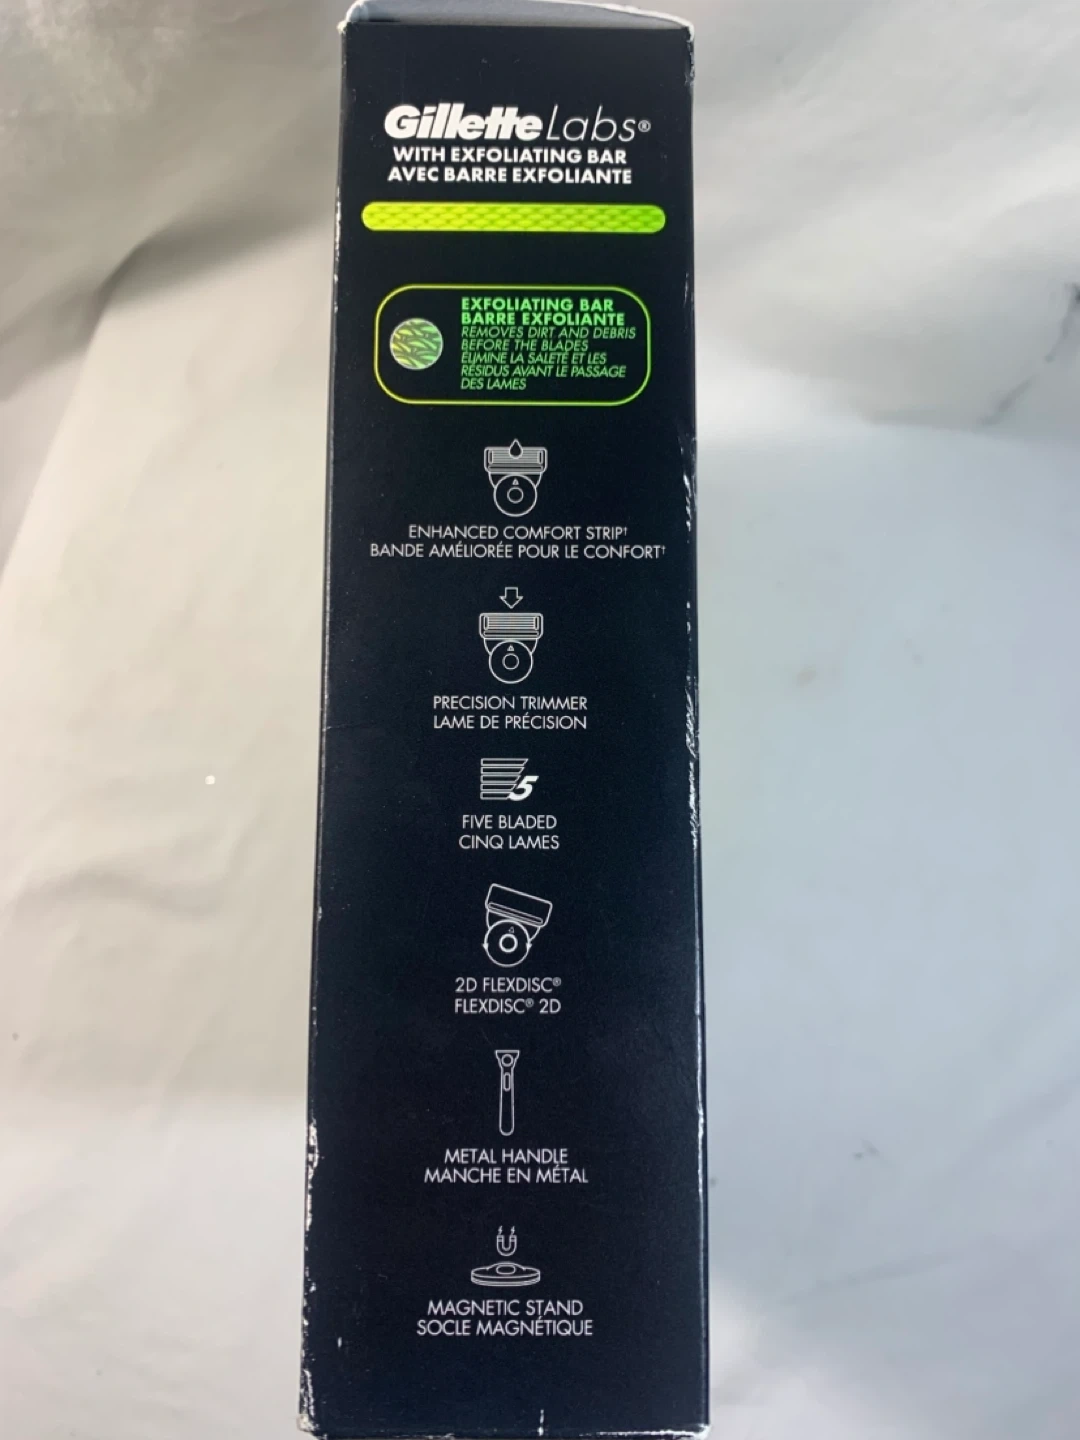 Gillette Labs®
WITH EXFOLIATING BAR
AVEC BARRE EXFOLIANTE
EXFOLIATING BAR
BARRE EXFOLIANTE
REMOVES DIRT AND DEBRIS
BEFORE THE BLADES
ÉLIMINE LA SALETÉ ET LES
RÉSIDUS AVANT LE PASSAGE
DES LAMES
ENHANCED COMFORT STRIP†
BANDE AMÉLIORÉE POUR LE CONFORT†
PRECISION TRIMMER
LAME DE PRÉCISION
5
FIVE BLADED
CINQ LAMES
2D FLEXDISC®
FLEXDISC® 2D
METAL HANDLE
MANCHE EN MÉTAL
MAGNETIC STAND
SOCLE MAGNÉTIQUE